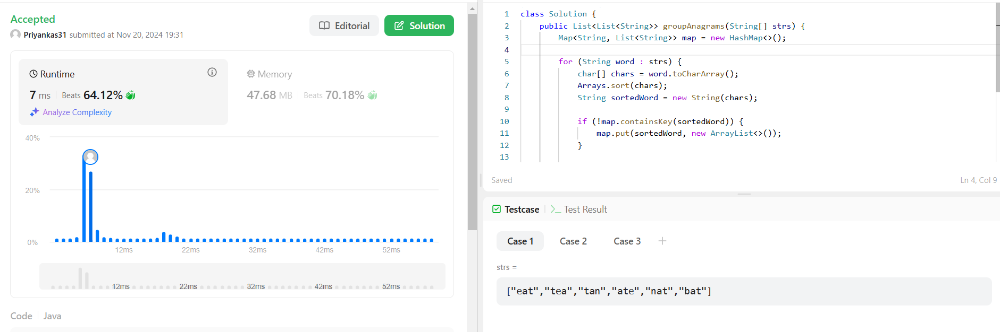 Accepted
Priyankas31 submitted at Nov 20, 2024 19:31
Editorial
Solution
Runtime
7 ms Beats 64.12%
Analyze Complexity
Memory
47.68 MB Beats 70.18%
40%
20%
0%
12ms 22ms 32ms 42ms 52ms
12ms 22ms 32ms 42ms 52ms
Code Java
1 class Solution {
2 public List<List<String>> groupAnagrams(String[] strs) {
3 Map<String, List<String>> map = new HashMap<>();
4
5 for (String word : strs) {
6 char[] chars = word.toCharArray();
7 Arrays.sort(chars);
8 String sortedWord = new String(chars);
9
10 if (!map.containsKey(sortedWord)) {
11 map.put(sortedWord, new ArrayList<>());
12 }
13
Saved Ln 4, Col 9
Testcase >_ Test Result
Case 1 Case 2 Case 3 +
strs =
["eat","tea","tan","ate","nat","bat"]